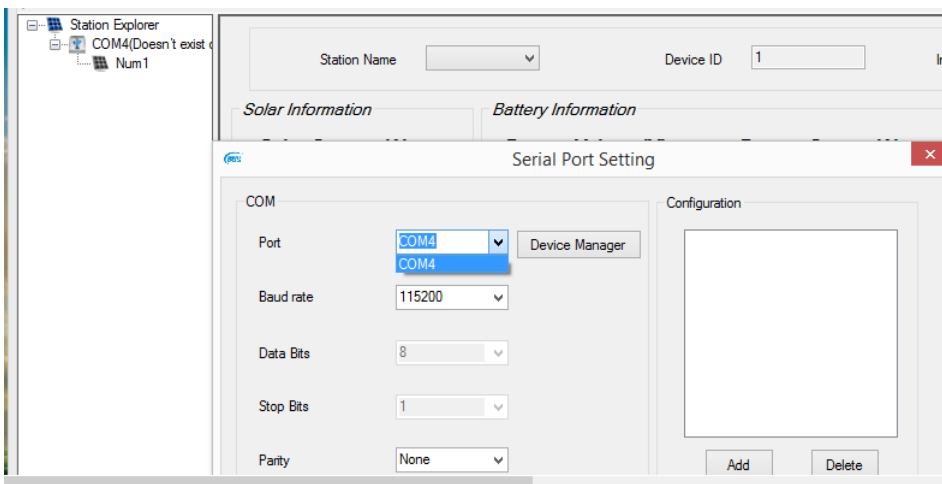 Station Explorer
COM4(Doesn't exist
Num1
Station Name
Device ID 1
Solar Information
Battery Information
Serial Port Setting
COM
Configuration
Port COM4 Device Manager
COM4
Baud rate 115200
Data Bits 8
Stop Bits 1
Parity None
Add Delete